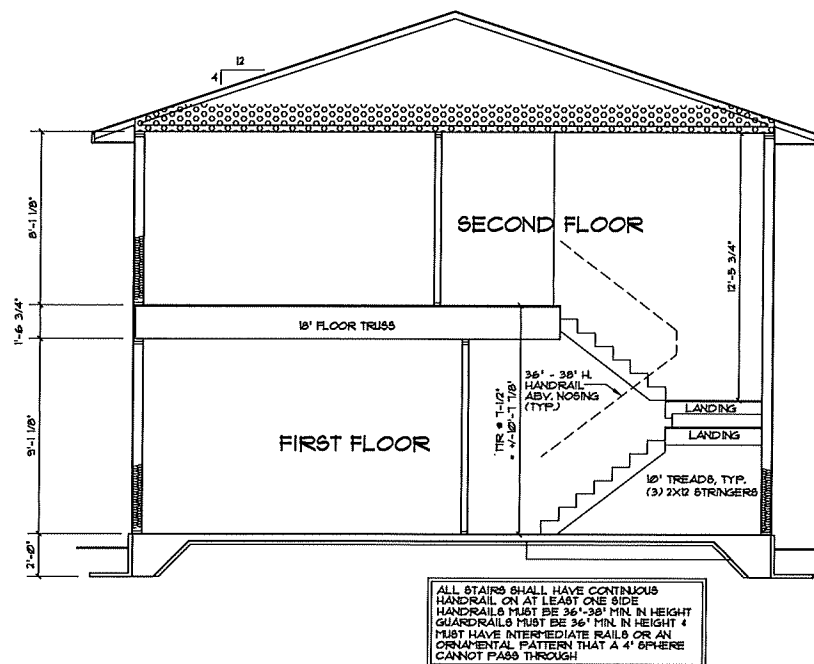 12
4
8'-1 1/8"
SECOND FLOOR
12'-5 3/4"
1'-6 3/4"
18" FLOOR TRUSS
36" - 38" H.
HANDRAIL
ABV. NOSING
(TYP.)
= +/-10'-7 7/8"
LANDING
LANDING
9'-1 1/8"
FIRST FLOOR
10" TREADS, TYP.
(3) 2X12 STRINGERS
2'-0"
ALL STAIRS SHALL HAVE CONTINUOUS
HANDRAIL ON AT LEAST ONE SIDE
HANDRAILS MUST BE 36"-38" MIN. IN HEIGHT
GUARDRAILS MUST BE 36" MIN. IN HEIGHT &
MUST HAVE INTERMEDIATE RAILS OR AN
ORNAMENTAL PATTERN THAT A 4" SPHERE
CANNOT PASS THROUGH